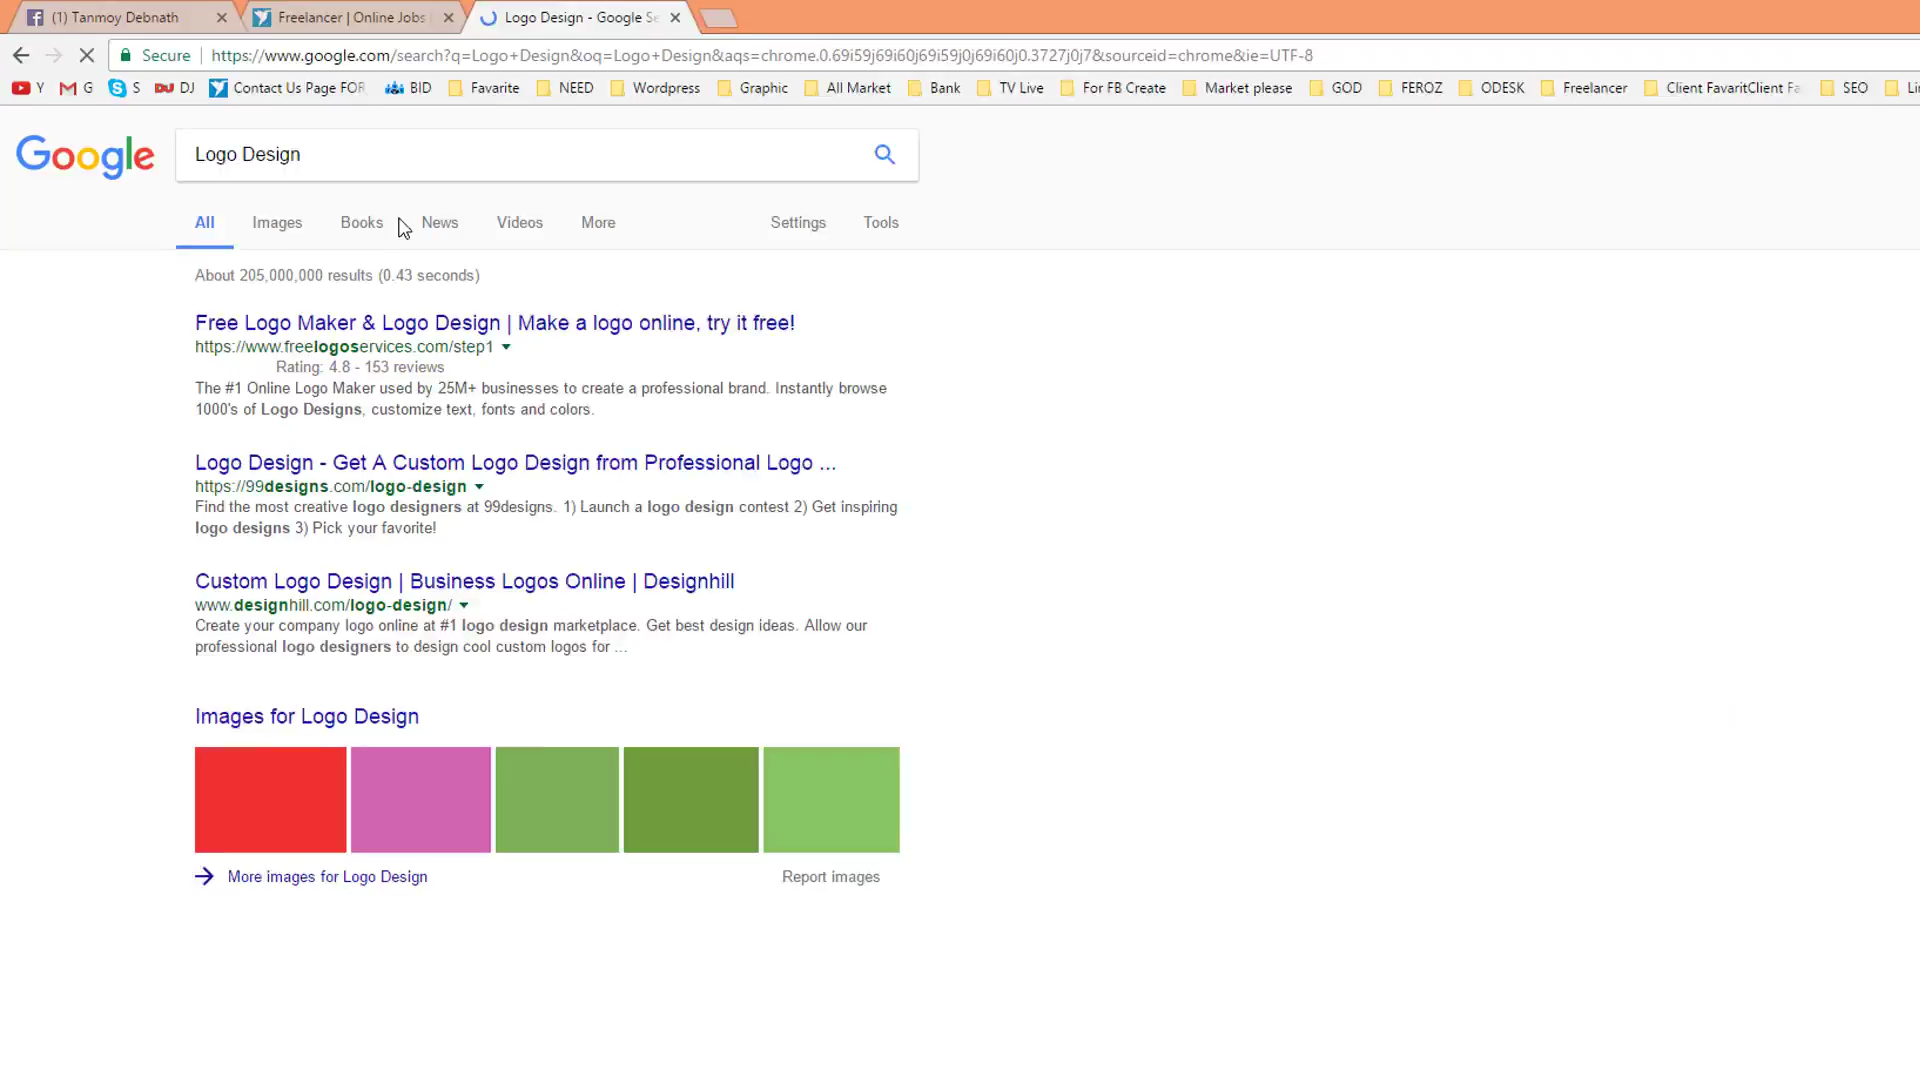 (1) Tanmoy Debnath
Freelancer | Online Jobs
Logo Design - Google Se
Secure https://www.google.com/search?q=Logo+Design&oq=Logo+Design&aqs=chrome.0.69i59j69i60j69i59j0j69i60j0.3727j0j7&sourceid=chrome&ie=UTF-8
Y G S DJ Contact Us Page FOR BID Favarite NEED Wordpress Graphic All Market Bank TV Live For FB Create Market please GOD FEROZ ODESK Freelancer Client FavaritClient Fa SEO Li
Google
Logo Design
All Images Books News Videos More Settings Tools
About 205,000,000 results (0.43 seconds)
Free Logo Maker & Logo Design | Make a logo online, try it free!
https://www.freelogoservices.com/step1
Rating: 4.8 - 153 reviews
The #1 Online Logo Maker used by 25M+ businesses to create a professional brand. Instantly browse
1000's of Logo Designs, customize text, fonts and colors.
Logo Design - Get A Custom Logo Design from Professional Logo ...
https://99designs.com/logo-design
Find the most creative logo designers at 99designs. 1) Launch a logo design contest 2) Get inspiring
logo designs 3) Pick your favorite!
Custom Logo Design | Business Logos Online | Designhill
www.designhill.com/logo-design/
Create your company logo online at #1 logo design marketplace. Get best design ideas. Allow our
professional logo designers to design cool custom logos for ...
Images for Logo Design
More images for Logo Design
Report images